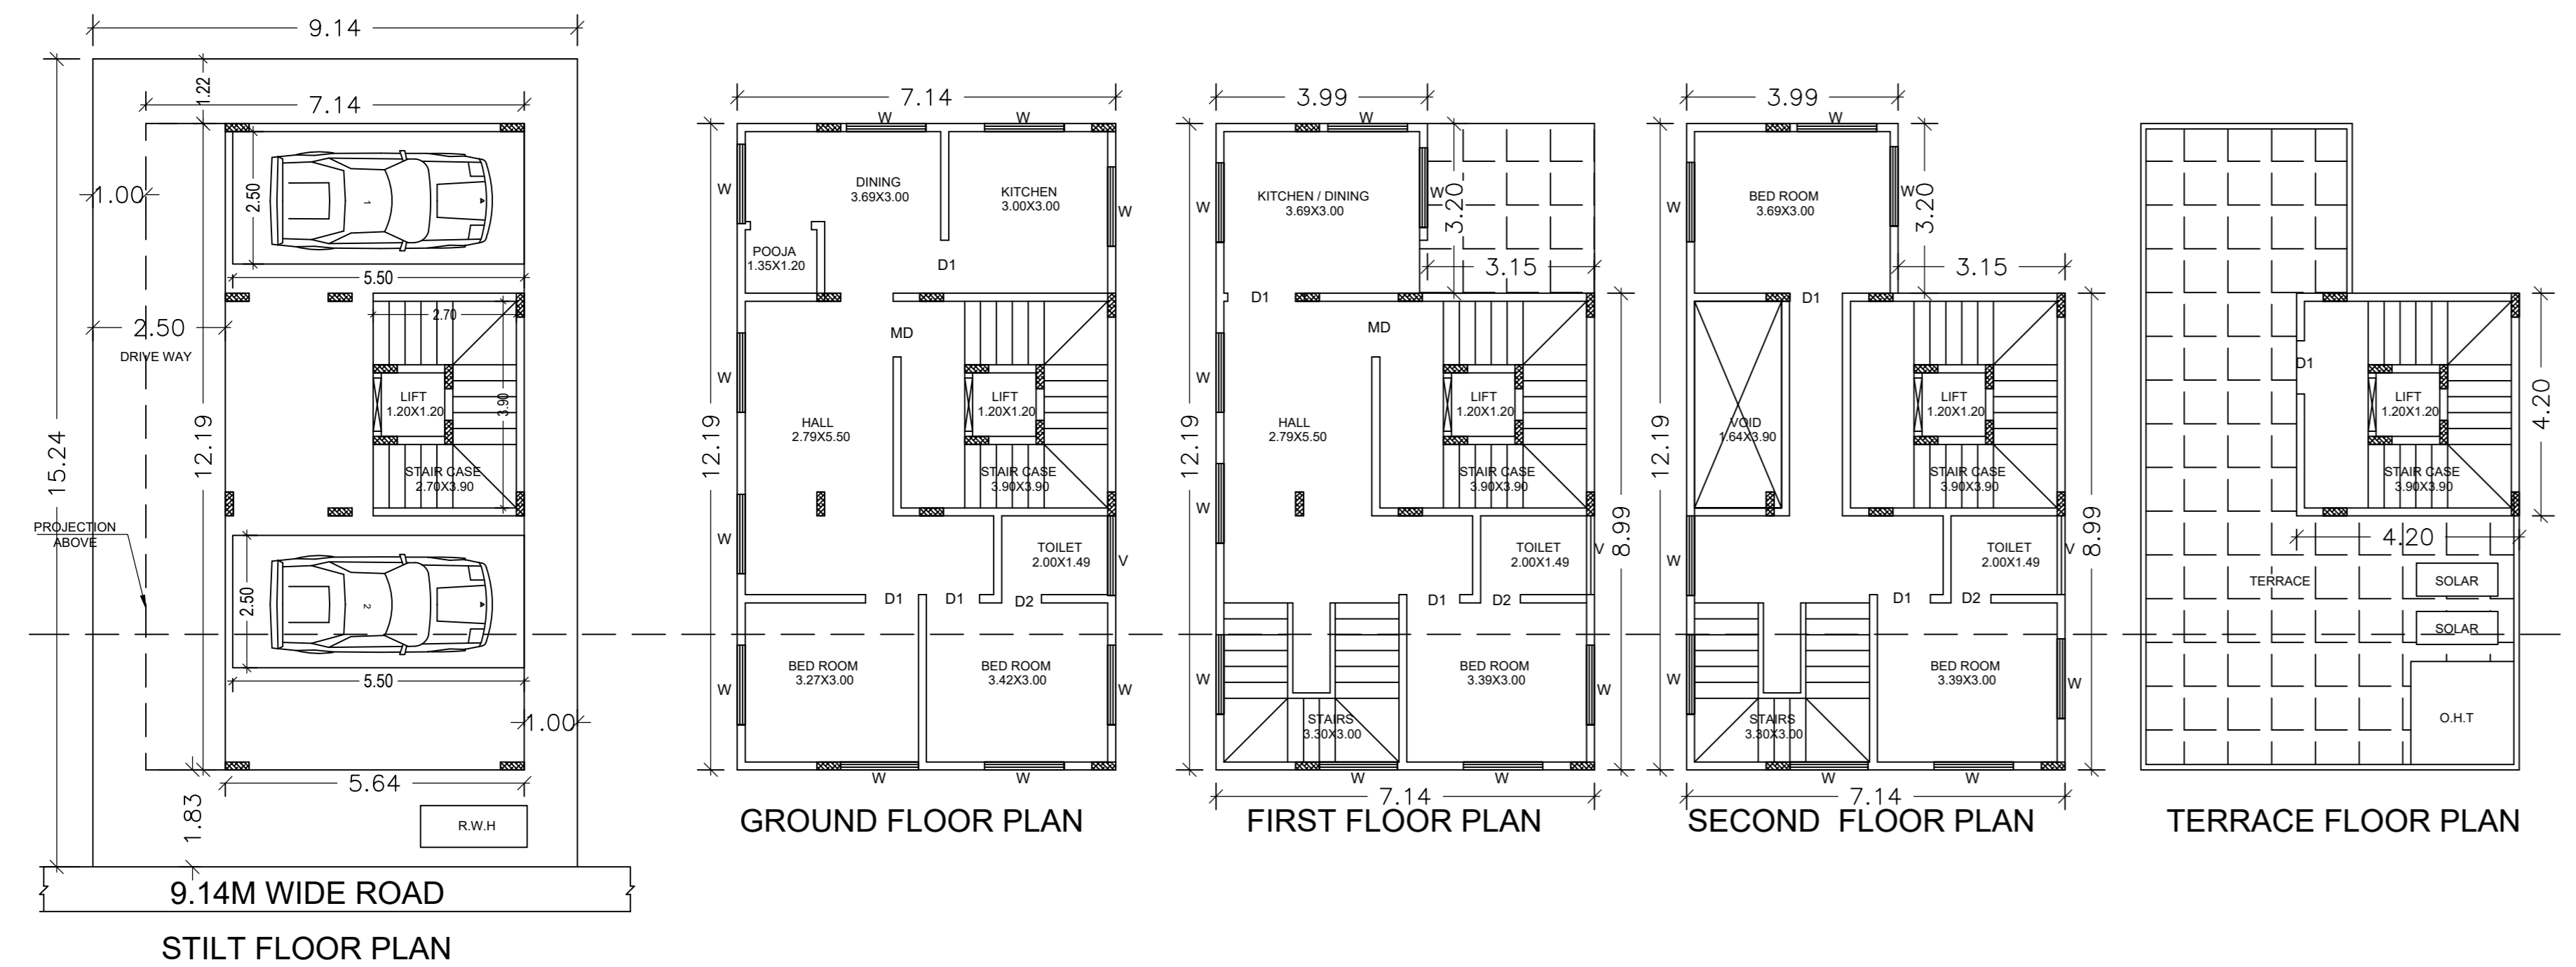 9.14
1.22
7.14
1.00
2.50
1
5.50
2.50
DRIVE WAY
2.70
LIFT
1.20X1.20
3.90
STAIR CASE
2.70X3.90
15.24
12.19
PROJECTION
ABOVE
2.50
2
5.50
1.00
5.64
1.83
R.W.H
9.14M WIDE ROAD
STILT FLOOR PLAN
7.14
W
W
W
DINING
3.69X3.00
KITCHEN
3.00X3.00
W
POOJA
1.35X1.20
D1
MD
W
LIFT
1.20X1.20
HALL
2.79X5.50
12.19
STAIR CASE
3.90X3.90
W
TOILET
2.00X1.49
V
D1
D1
D2
BED ROOM
3.27X3.00
BED ROOM
3.42X3.00
W
W
W
W
GROUND FLOOR PLAN
3.99
W
W
KITCHEN / DINING
3.69X3.00
W
3.20
3.15
D1
MD
W
LIFT
1.20X1.20
HALL
2.79X5.50
12.19
STAIR CASE
3.90X3.90
W
TOILET
2.00X1.49
V
8.99
D1
D2
BED ROOM
3.39X3.00
W
W
STAIRS
3.30X3.00
W
W
7.14
FIRST FLOOR PLAN
3.99
W
W
BED ROOM
3.69X3.00
W
3.20
3.15
D1
LIFT
1.20X1.20
VOID
1.64X3.90
12.19
STAIR CASE
3.90X3.90
W
TOILET
2.00X1.49
V
8.99
D1
D2
BED ROOM
3.39X3.00
W
W
STAIRS
3.30X3.00
W
W
7.14
SECOND FLOOR PLAN
D1
LIFT
1.20X1.20
4.20
STAIR CASE
3.90X3.90
4.20
TERRACE
SOLAR
SOLAR
O.H.T
TERRACE FLOOR PLAN